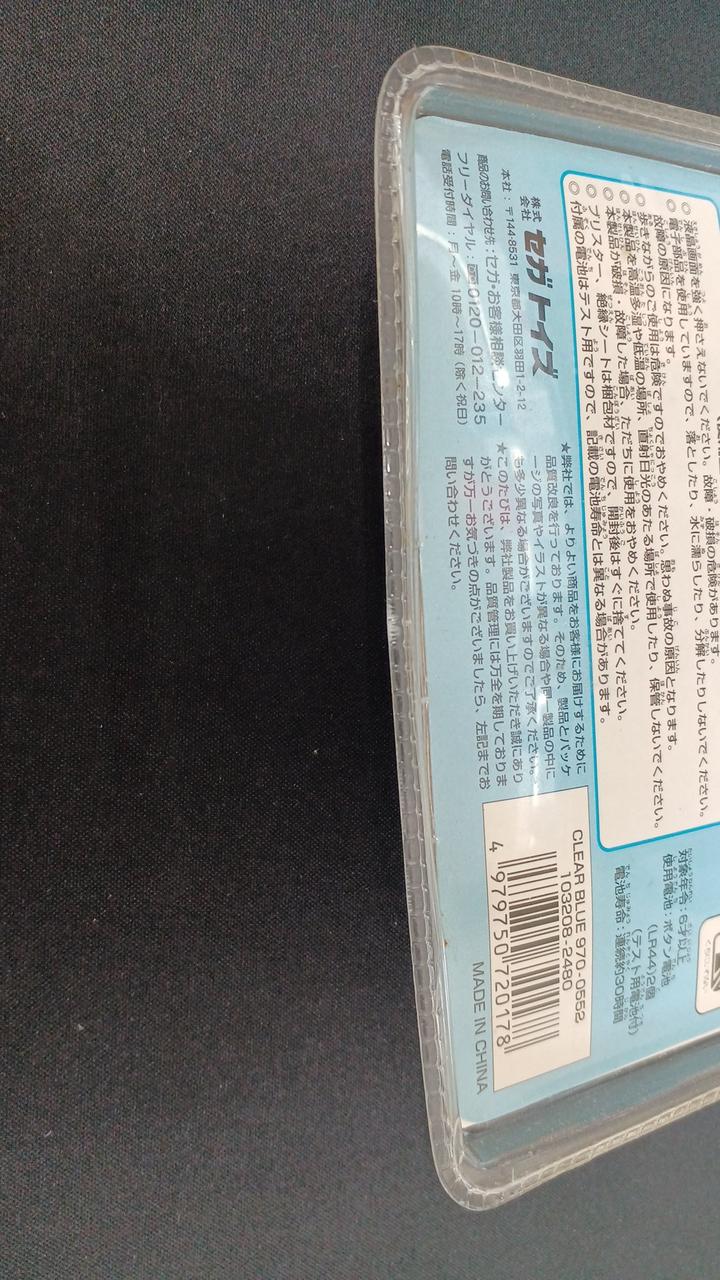 ○液晶画面を強く押さえないでください。故障・破損の危険があります。
○電子部品を使用していますので、落としたり、水に濡らしたり、分解したりしないでください。
故障の原因になります。
○歩きながらのご使用は危険ですのでおやめください。思わぬ事故の原因となります。
○本製品を高温多湿や低温の場所、直射日光のあたる場所で使用したり、保管しないでください。
○本製品が破損・故障した場合、ただちに使用をおやめください。
○ブリスター、絶縁シートは梱包材ですので、開封後はすぐに捨ててください。
○付属の電池はテスト用ですので、記載の電池寿命とは異なる場合があります。
株式会社 セガトイズ
本社：〒144-8531 東京都大田区羽田1-2-12
商品のお問い合わせ先：セガ・お客様相談センター
フリーダイヤル：0120-012-235
電話受付時間：月～金 10時～17時（除く祝日）
★弊社では、よりよい商品をお客様にお届けするために
品質改良を行っております。そのため、製品とパッケ
ージの写真やイラストが異なる場合や同一製品の中に
も多少異なる場合がございますのでご了承ください。
★このたびは、弊社製品をお買い上げいただき誠にあり
がとうございます。品質管理には万全を期しておりま
すが万一お気づきの点がございましたら、左記までお
問い合わせください。
対象年令：6才以上
使用電池：ボタン電池
(LR44)2個
(テスト用電池付)
電池寿命：連続約30時間
CLEAR BLUE 970-0552
103208-2480
4 979750 720178
MADE IN CHINA